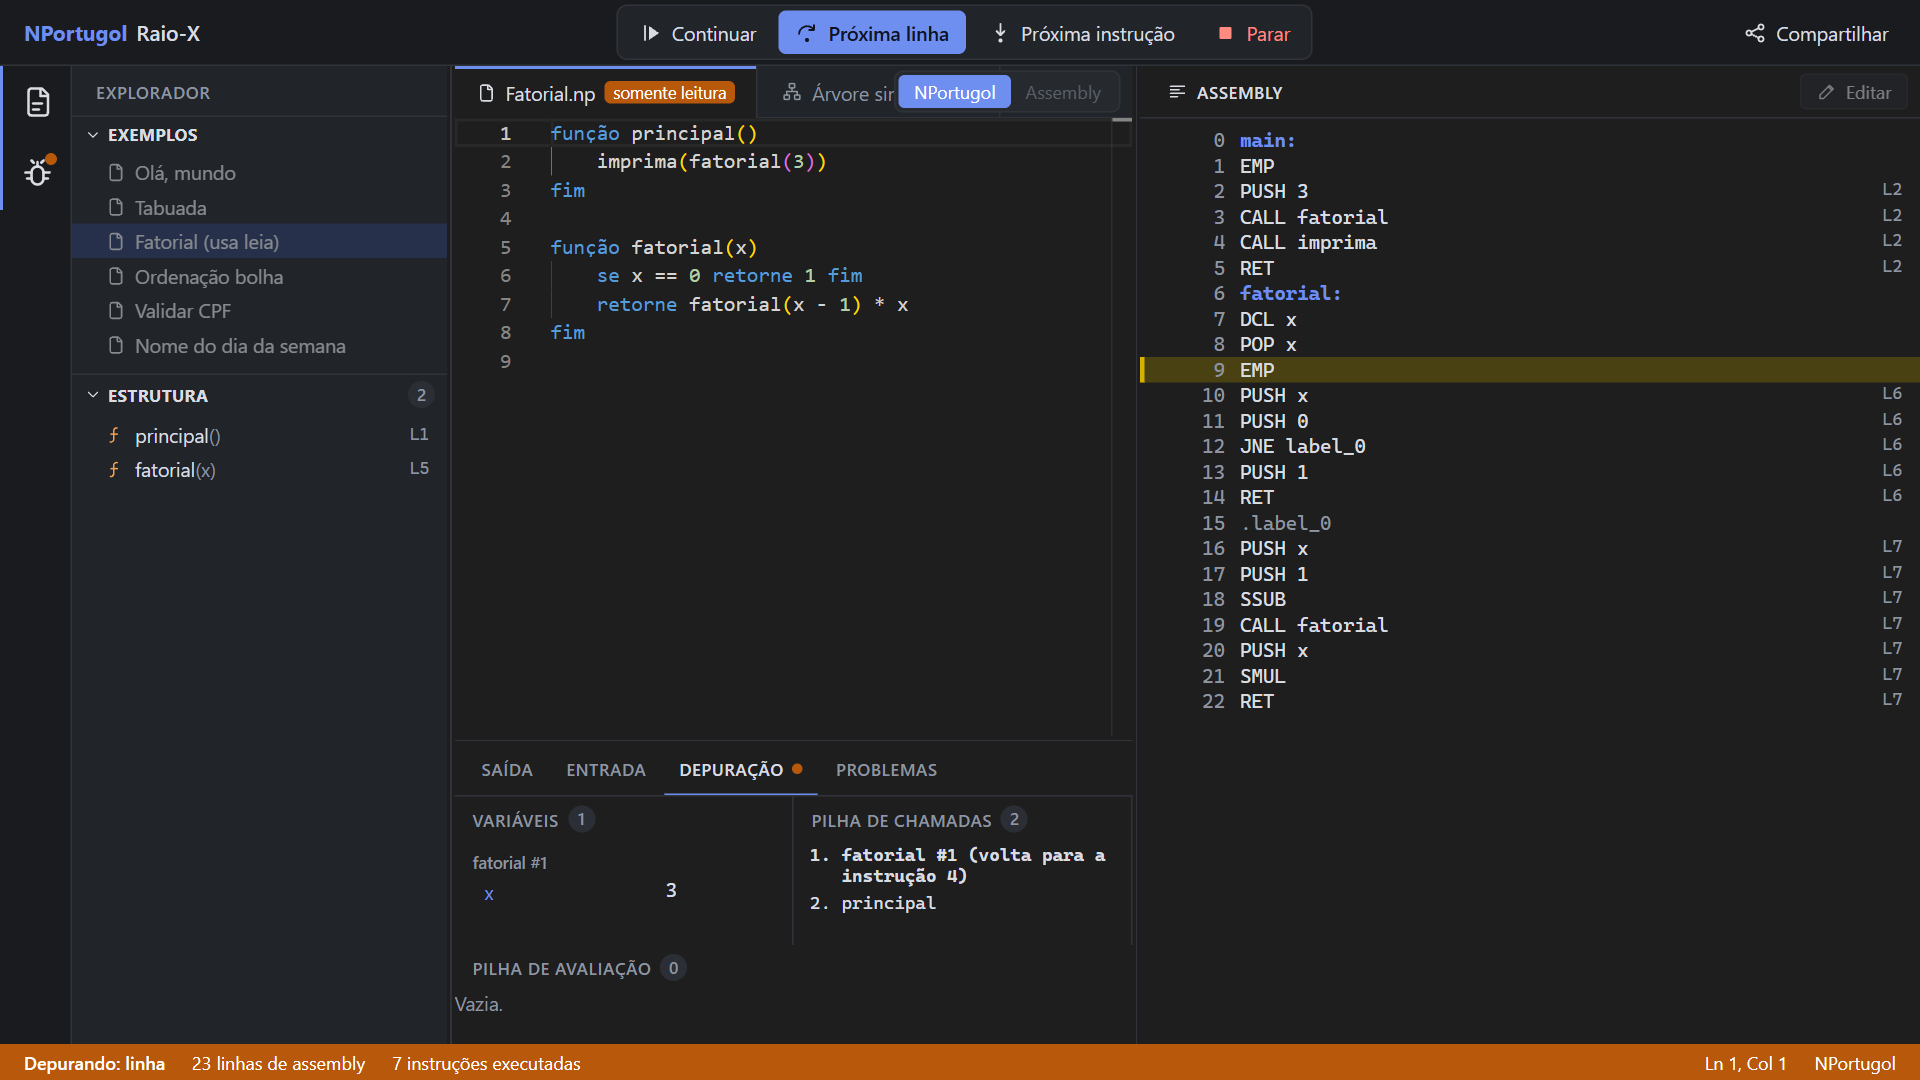 NPortugol Raio-X
Continuar
Próxima linha
Próxima instrução
Parar
Compartilhar
EXPLORADOR
EXEMPLOS
Olá, mundo
Tabuada
Fatorial (usa leia)
Ordenação bolha
Validar CPF
Nome do dia da semana
ESTRUTURA 2
principal() L1
fatorial(x) L5
Fatorial.np somente leitura
Árvore sin
NPortugol
Assembly
1 função principal()
2 imprima(fatorial(3))
3 fim
4
5 função fatorial(x)
6 se x == 0 retorne 1 fim
7 retorne fatorial(x - 1) * x
8 fim
9
SAÍDA
ENTRADA
DEPURAÇÃO
PROBLEMAS
VARIÁVEIS 1
fatorial #1
x 3
PILHA DE CHAMADAS 2
1. fatorial #1 (volta para a
instrução 4)
2. principal
PILHA DE AVALIAÇÃO 0
Vazia.
ASSEMBLY
Editar
0 main:
1 EMP
2 PUSH 3 L2
3 CALL fatorial L2
4 CALL imprima L2
5 RET L2
6 fatorial:
7 DCL x
8 POP x
9 EMP
10 PUSH x L6
11 PUSH 0 L6
12 JNE label_0 L6
13 PUSH 1 L6
14 RET L6
15 .label_0
16 PUSH x L7
17 PUSH 1 L7
18 SSUB L7
19 CALL fatorial L7
20 PUSH x L7
21 SMUL L7
22 RET L7
Depurando: linha
23 linhas de assembly
7 instruções executadas
Ln 1, Col 1
NPortugol